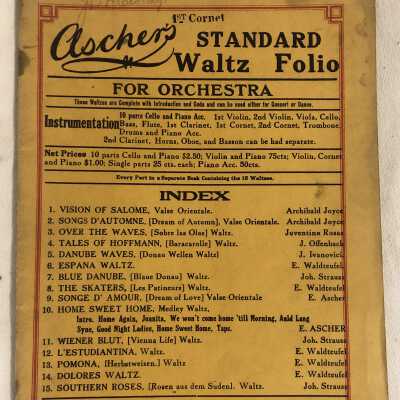 1ST Cornet
Ascher's STANDARD
Waltz Folio
FOR ORCHESTRA
These Waltzes are Complete with Introduction and Coda and can be used either for Concert or Dance.
Instrumentation: 10 parts Cello and Piano Acc. 1st Violin, 2nd Violin, Viola, Cello,
Bass, Flute, 1st Clarinet, 1st Cornet, 2nd Cornet, Trombone,
Drums and Piano Acc.
2nd Clarinet, Horns, Oboe, and Basson can be had separate.
Net Prices 10 parts Cello and Piano $2.50; Violin and Piano 75cts; Violin, Cornet
and Piano $1.00; Single parts 25 cts. each; Piano Acc. 50cts.
Every Part in a Separate Book Containing the 15 Waltzes.
INDEX
1. VISION OF SALOME, Valse Orientale. Archibald Joyce
2. SONGS D'AUTOMNE, [Dream of Autumn], Valse Orientale. Archibald Joyce
3. OVER THE WAVES, [Sobre las Olas] Waltz. Juventino Rosas
4. TALES OF HOFFMANN, [Baracarolle] Waltz. J. Offenbach
5. DANUBE WAVES, [Donau Wellen Waltz] J. Ivanovici
6. ESPANA WALTZ. E. Waldteufel
7. BLUE DANUBE, [Blaue Donau] Waltz. Joh. Strauss
8. THE SKATERS, [Les Patineurs] Waltz. E. Waldteufel
9. SONGE D' AMOUR, [Dream of Love] Valse Orientale E. Ascher
10. HOME SWEET HOME, Medley Waltz,
Intro. Home Again, Juanita, We won't come home 'till Morning, Auld Lang
Syne, Good Night Ladies, Home Sweet Home, Taps. E. ASCHER
11. WIENER BLUT, [Vienna Life] Waltz. Joh. Strauss
12. L'ESTUDIANTINA, Waltz. E. Waldteufel
13. POMONA, [Herbstweisen.] Waltz E. Waldteufel
14. DOLORES WALTZ. E. Waldteufel
15. SOUTHERN ROSES, [Rosen aus dem Sudenl. Waltz. Joh. Strauss